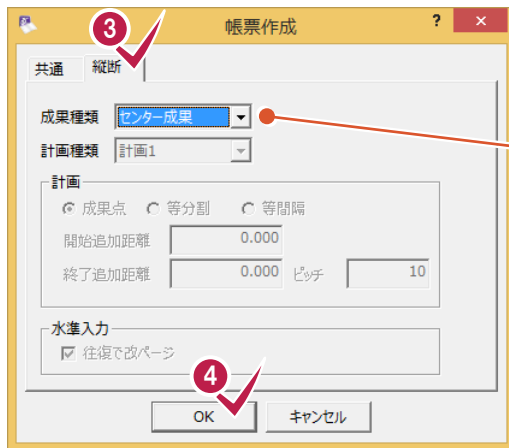 3
帳票作成 ? ×
共通 縦断
成果種類 センター成果
計画種類 計画1
計画
成果点 等分割 等間隔
開始追加距離 0.000
終了追加距離 0.000 ピッチ 10
水準入力
往復で改ページ
4
OK キャンセル